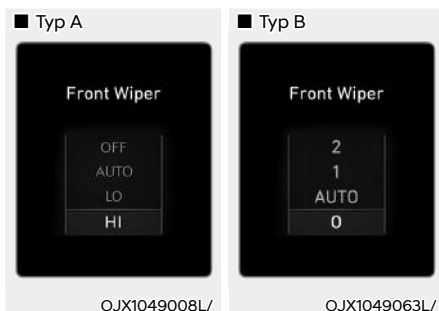 ■ Typ A
Front Wiper
OFF
AUTO
LO
HI
OJX1049008L/
■ Typ B
Front Wiper
2
1
AUTO
0
OJX1049063L/